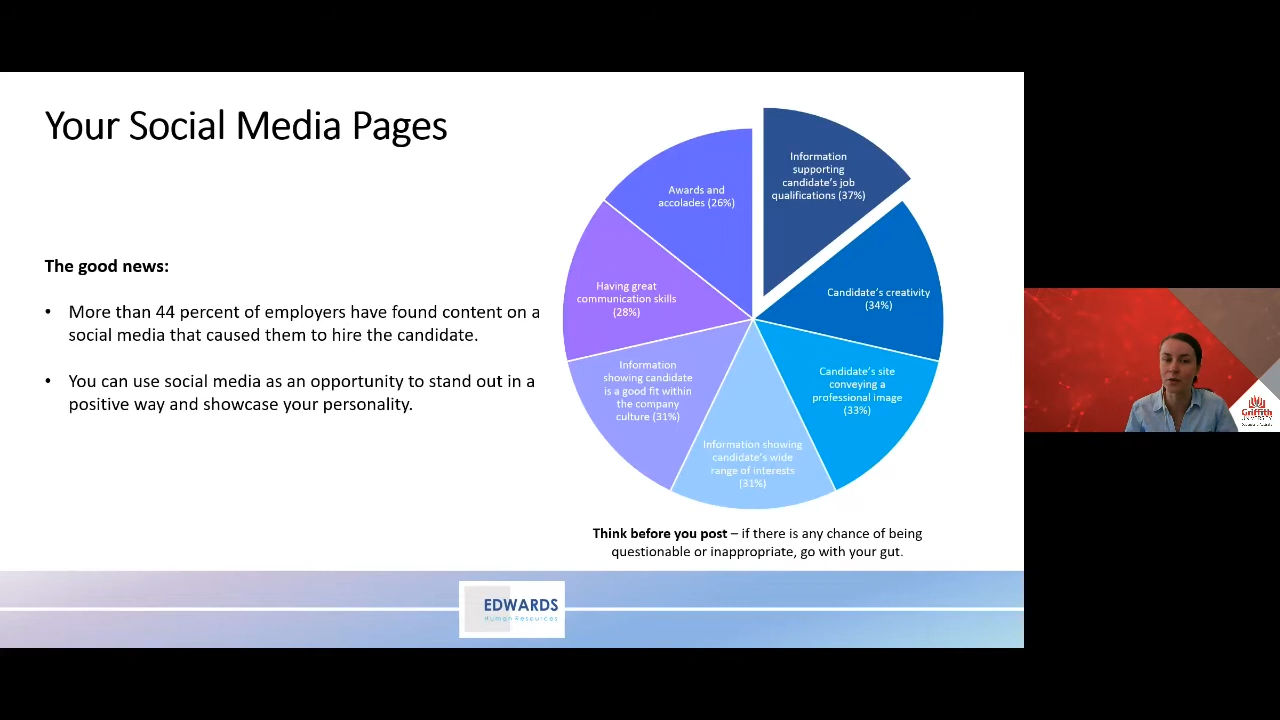 Your Social Media Pages
The good news:
• More than 44 percent of employers have found content on a
social media that caused them to hire the candidate.
• You can use social media as an opportunity to stand out in a
positive way and showcase your personality.
Information
supporting
candidate's job
qualifications (37%)
Candidate's creativity
(34%)
Candidate's site
conveying a
professional image
(33%)
Information showing
candidate's wide
range of interests
(31%)
Information
showing candidate
is a good fit within
the company
culture (31%)
Having great
communication skills
(28%)
Awards and
accolades (26%)
Think before you post – if there is any chance of being
questionable or inappropriate, go with your gut.
EDWARDS
Human Resources
Griffith
UNIVERSITY